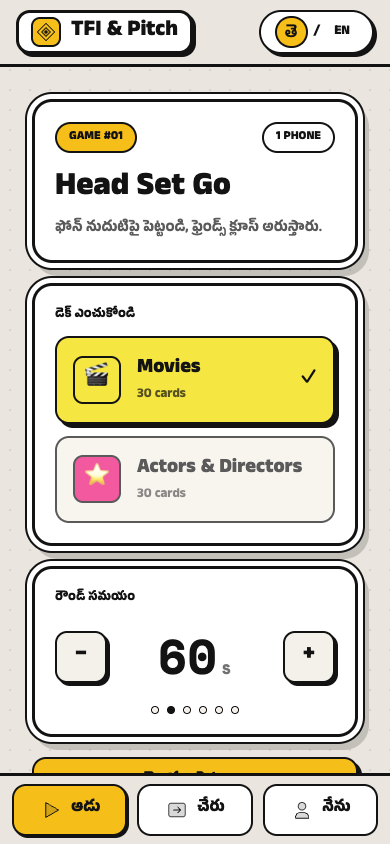 TFI & Pitch
తె / EN
GAME #01
1 PHONE
Head Set Go
ఫోన్ నుదుటిపై పెట్టండి, ఫ్రెండ్స్ క్లూస్ అరుస్తారు.
డెక్ ఎంచుకోండి
Movies
30 cards
Actors & Directors
30 cards
రౌండ్ సమయం
- 60 s +
ఆడు
చేరు
నేను